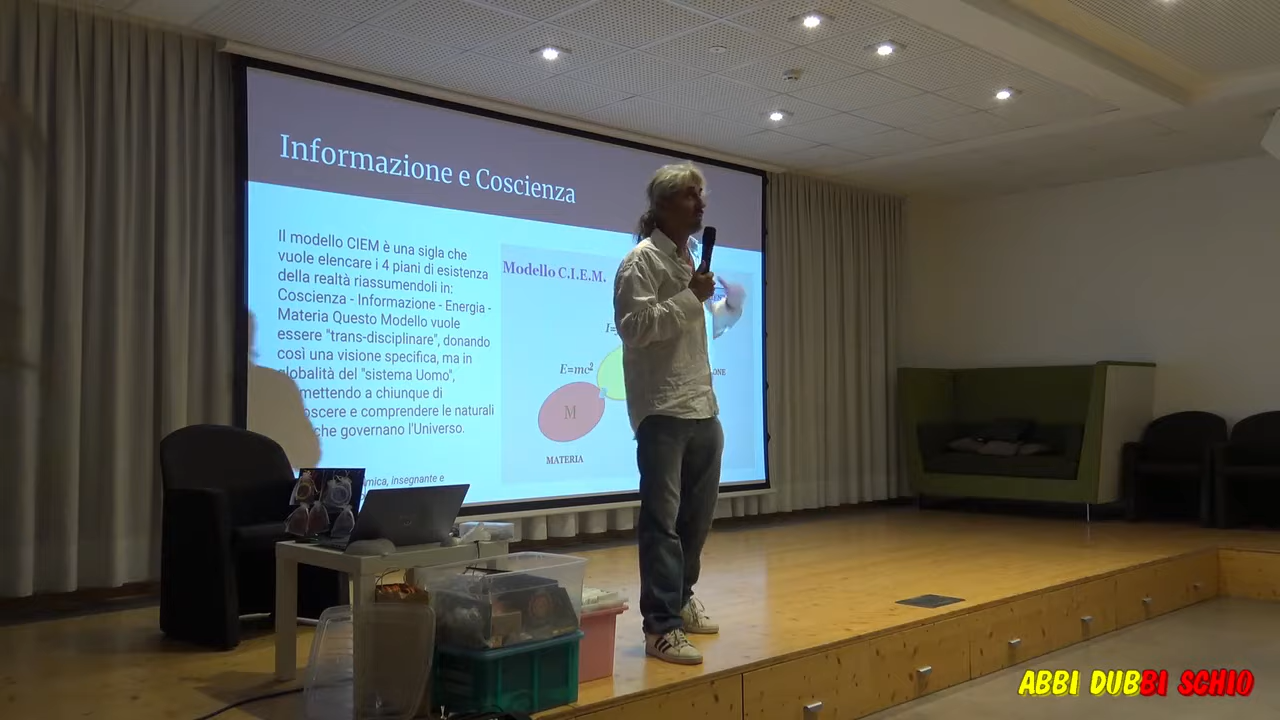 Informazione e Coscienza
Il modello CIEM è una sigla che
vuole elencare i 4 piani di esistenza
della realtà riassumendoli in:
Coscienza - Informazione - Energia -
Materia Questo Modello vuole
essere "trans-disciplinare", donando
così una visione specifica, ma in
globalità del "sistema Uomo",
mettendo a chiunque di
oscere e comprendere le naturali
che governano l'Universo.
mica, insegnante e
Modello C.I.E.M.
I=
E=mc²
M
MATERIA
ONE
ABBI DUBBI SCHIO